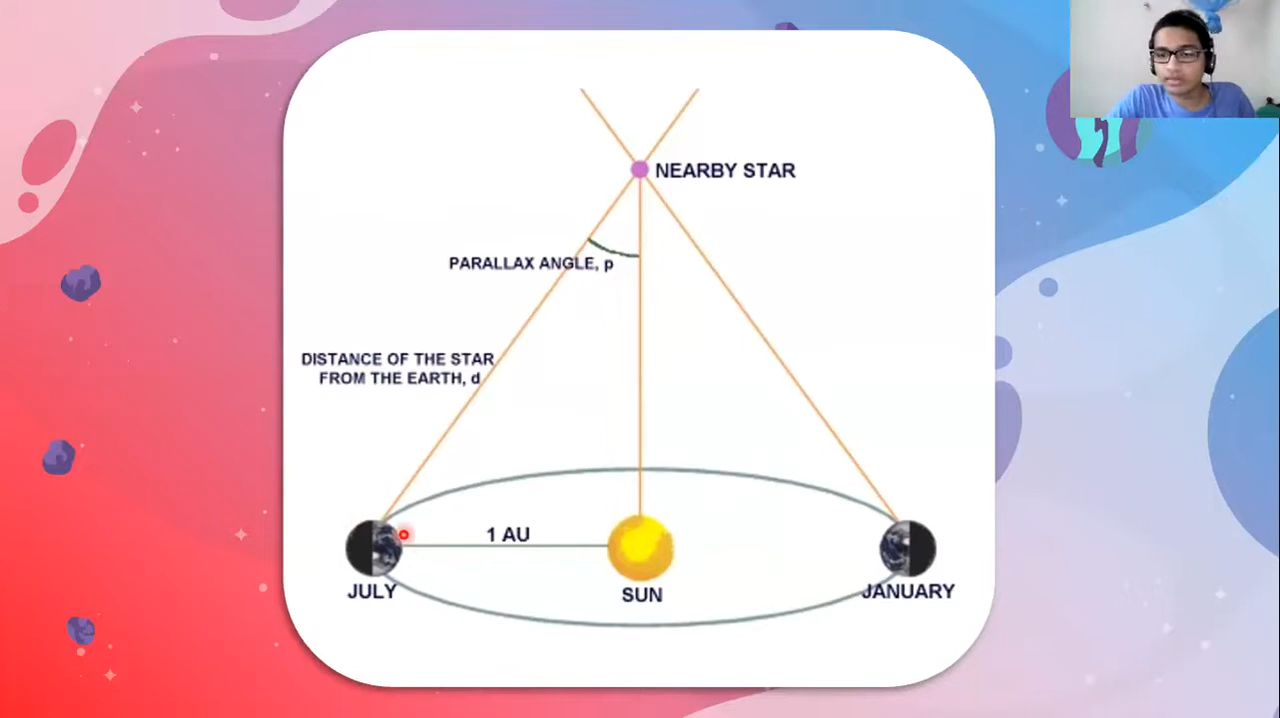 NEARBY STAR
PARALLAX ANGLE, p
DISTANCE OF THE STAR
FROM THE EARTH, d
1 AU
JULY
SUN
JANUARY